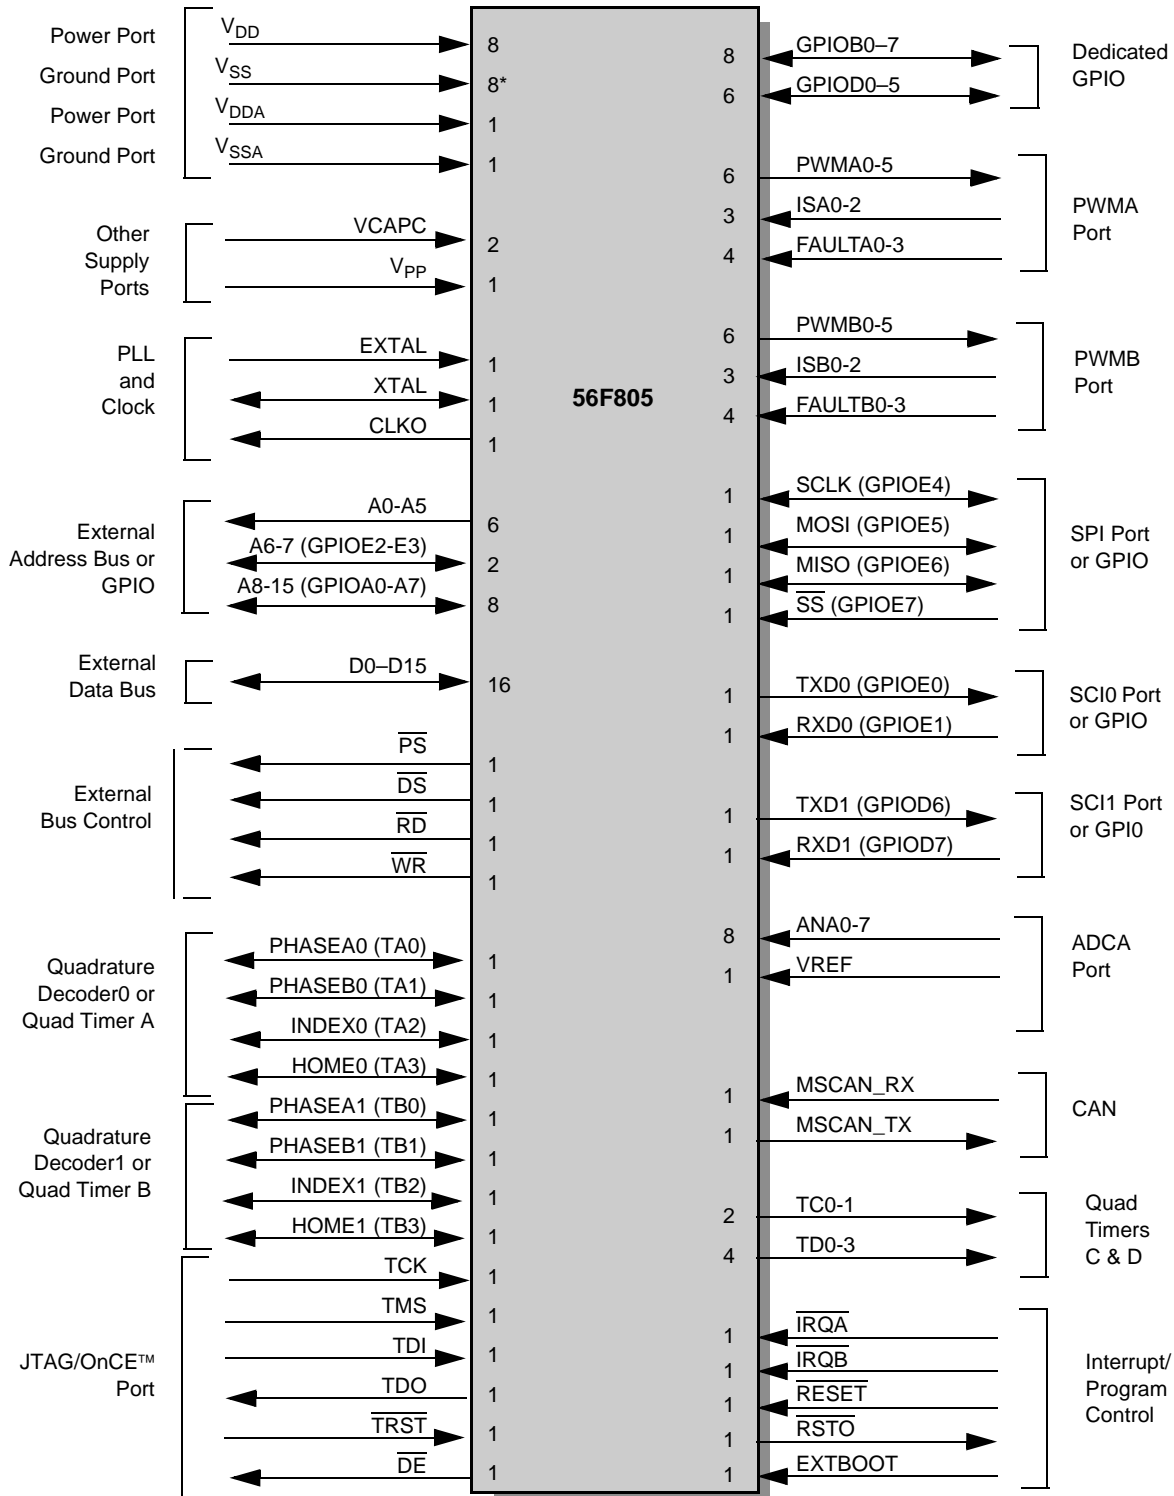 Power Port
V_DD
8
Ground Port
V_SS
8*
Power Port
V_DDA
1
Ground Port
V_SSA
1
Other
Supply
Ports
VCAPC
2
V_PP
1
PLL
and
Clock
EXTAL
1
XTAL
1
CLKO
1
External
Address Bus or
GPIO
A0-A5
6
A6-7 (GPIOE2-E3)
2
A8-15 (GPIOA0-A7)
8
External
Data Bus
D0–D15
16
External
Bus Control
PS
1
DS
1
RD
1
WR
1
Quadrature
Decoder0 or
Quad Timer A
PHASEA0 (TA0)
1
PHASEB0 (TA1)
1
INDEX0 (TA2)
1
HOME0 (TA3)
1
Quadrature
Decoder1 or
Quad Timer B
PHASEA1 (TB0)
1
PHASEB1 (TB1)
1
INDEX1 (TB2)
1
HOME1 (TB3)
1
JTAG/OnCE™
Port
TCK
1
TMS
1
TDI
1
TDO
1
TRST
1
DE
1
56F805
8
GPIOB0–7
6
GPIOD0–5
Dedicated
GPIO
6
PWMA0-5
3
ISA0-2
4
FAULTA0-3
PWMA
Port
6
PWMB0-5
3
ISB0-2
4
FAULTB0-3
PWMB
Port
1
SCLK (GPIOE4)
1
MOSI (GPIOE5)
1
MISO (GPIOE6)
1
SS (GPIOE7)
SPI Port
or GPIO
1
TXD0 (GPIOE0)
1
RXD0 (GPIOE1)
SCI0 Port
or GPIO
1
TXD1 (GPIOD6)
1
RXD1 (GPIOD7)
SCI1 Port
or GPI0
8
ANA0-7
1
VREF
ADCA
Port
1
MSCAN_RX
1
MSCAN_TX
CAN
2
TC0-1
4
TD0-3
Quad
Timers
C & D
1
IRQA
1
IRQB
1
RESET
1
RSTO
1
EXTBOOT
Interrupt/
Program
Control